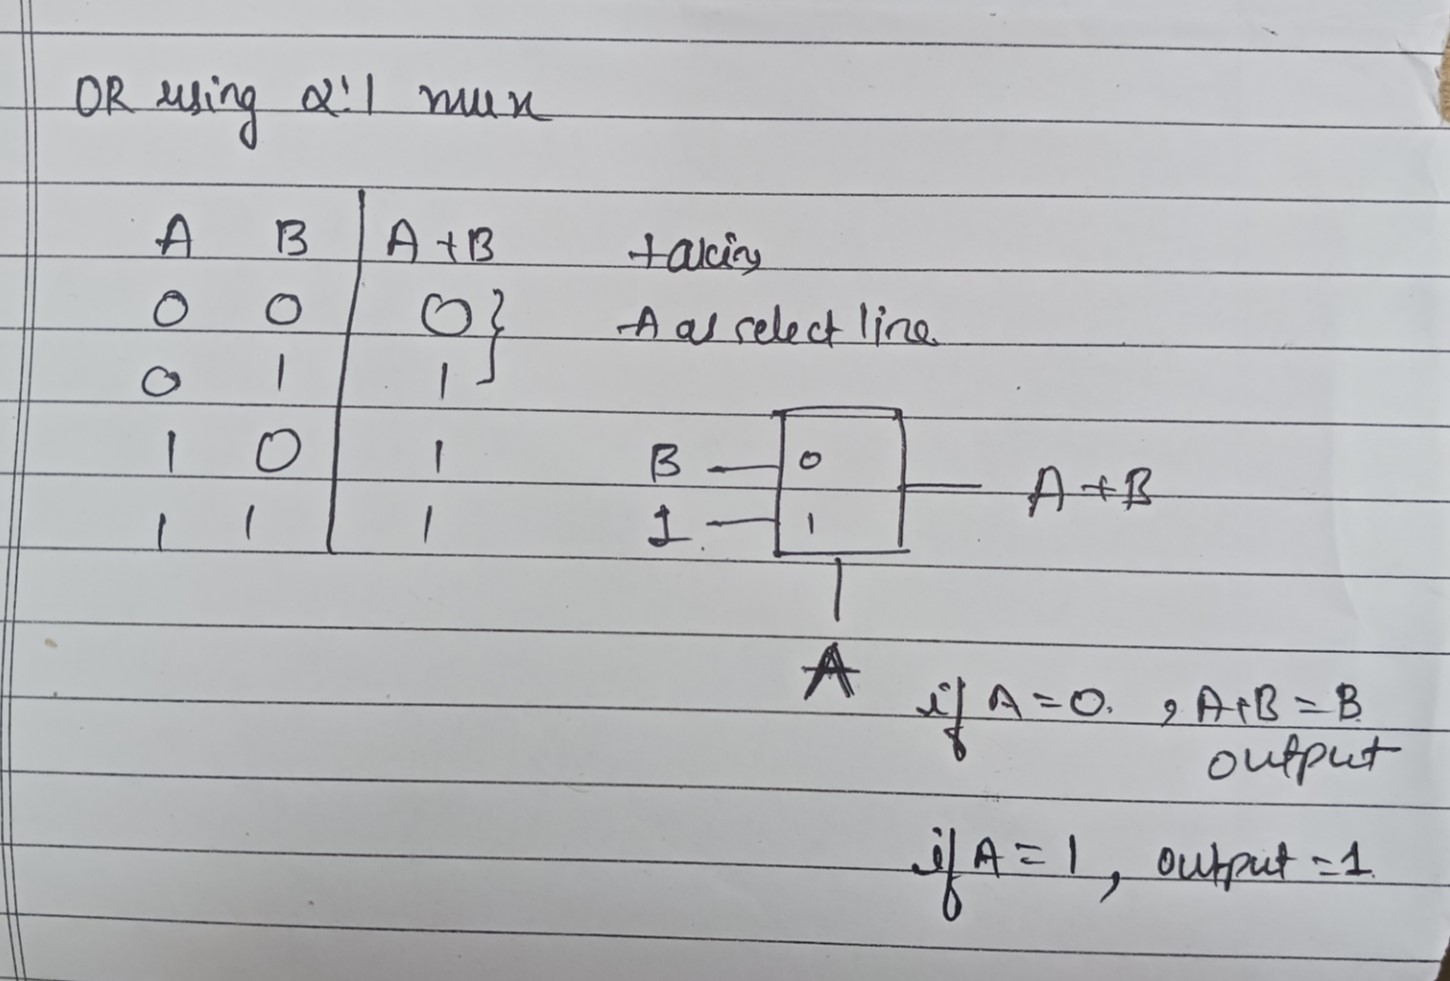 OR using 2:1 mux
A B A+B taking
0 0 0 A as select line
0 1 1
1 0 1 B 0 A+B
1 1 1 1 1
A
if A=0, A+B=B
output
if A=1, output=1